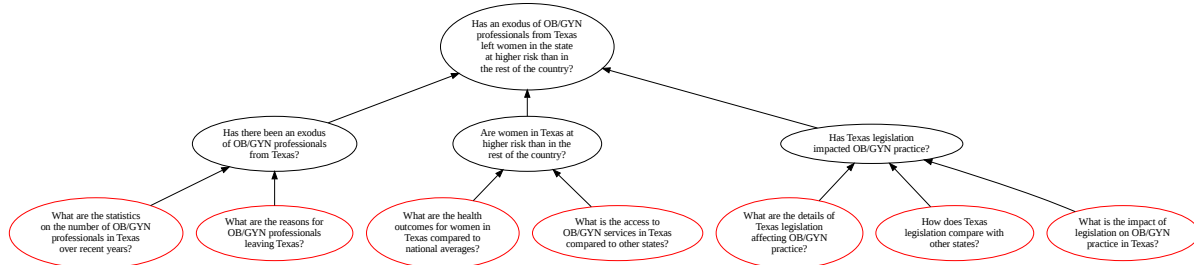 Has an exodus of OB/GYN
professionals from Texas
left women in the state
at higher risk than in
the rest of the country?
Has there been an exodus
of OB/GYN professionals
from Texas?
Are women in Texas at
higher risk than in the
rest of the country?
Has Texas legislation
impacted OB/GYN practice?
What are the statistics
on the number of OB/GYN
professionals in Texas
over recent years?
What are the reasons for
OB/GYN professionals
leaving Texas?
What are the health
outcomes for women in
Texas compared to
national averages?
What is the access to
OB/GYN services in Texas
compared to other states?
What are the details of
Texas legislation
affecting OB/GYN
practice?
How does Texas
legislation compare with
other states?
What is the impact of
legislation on OB/GYN
practice in Texas?